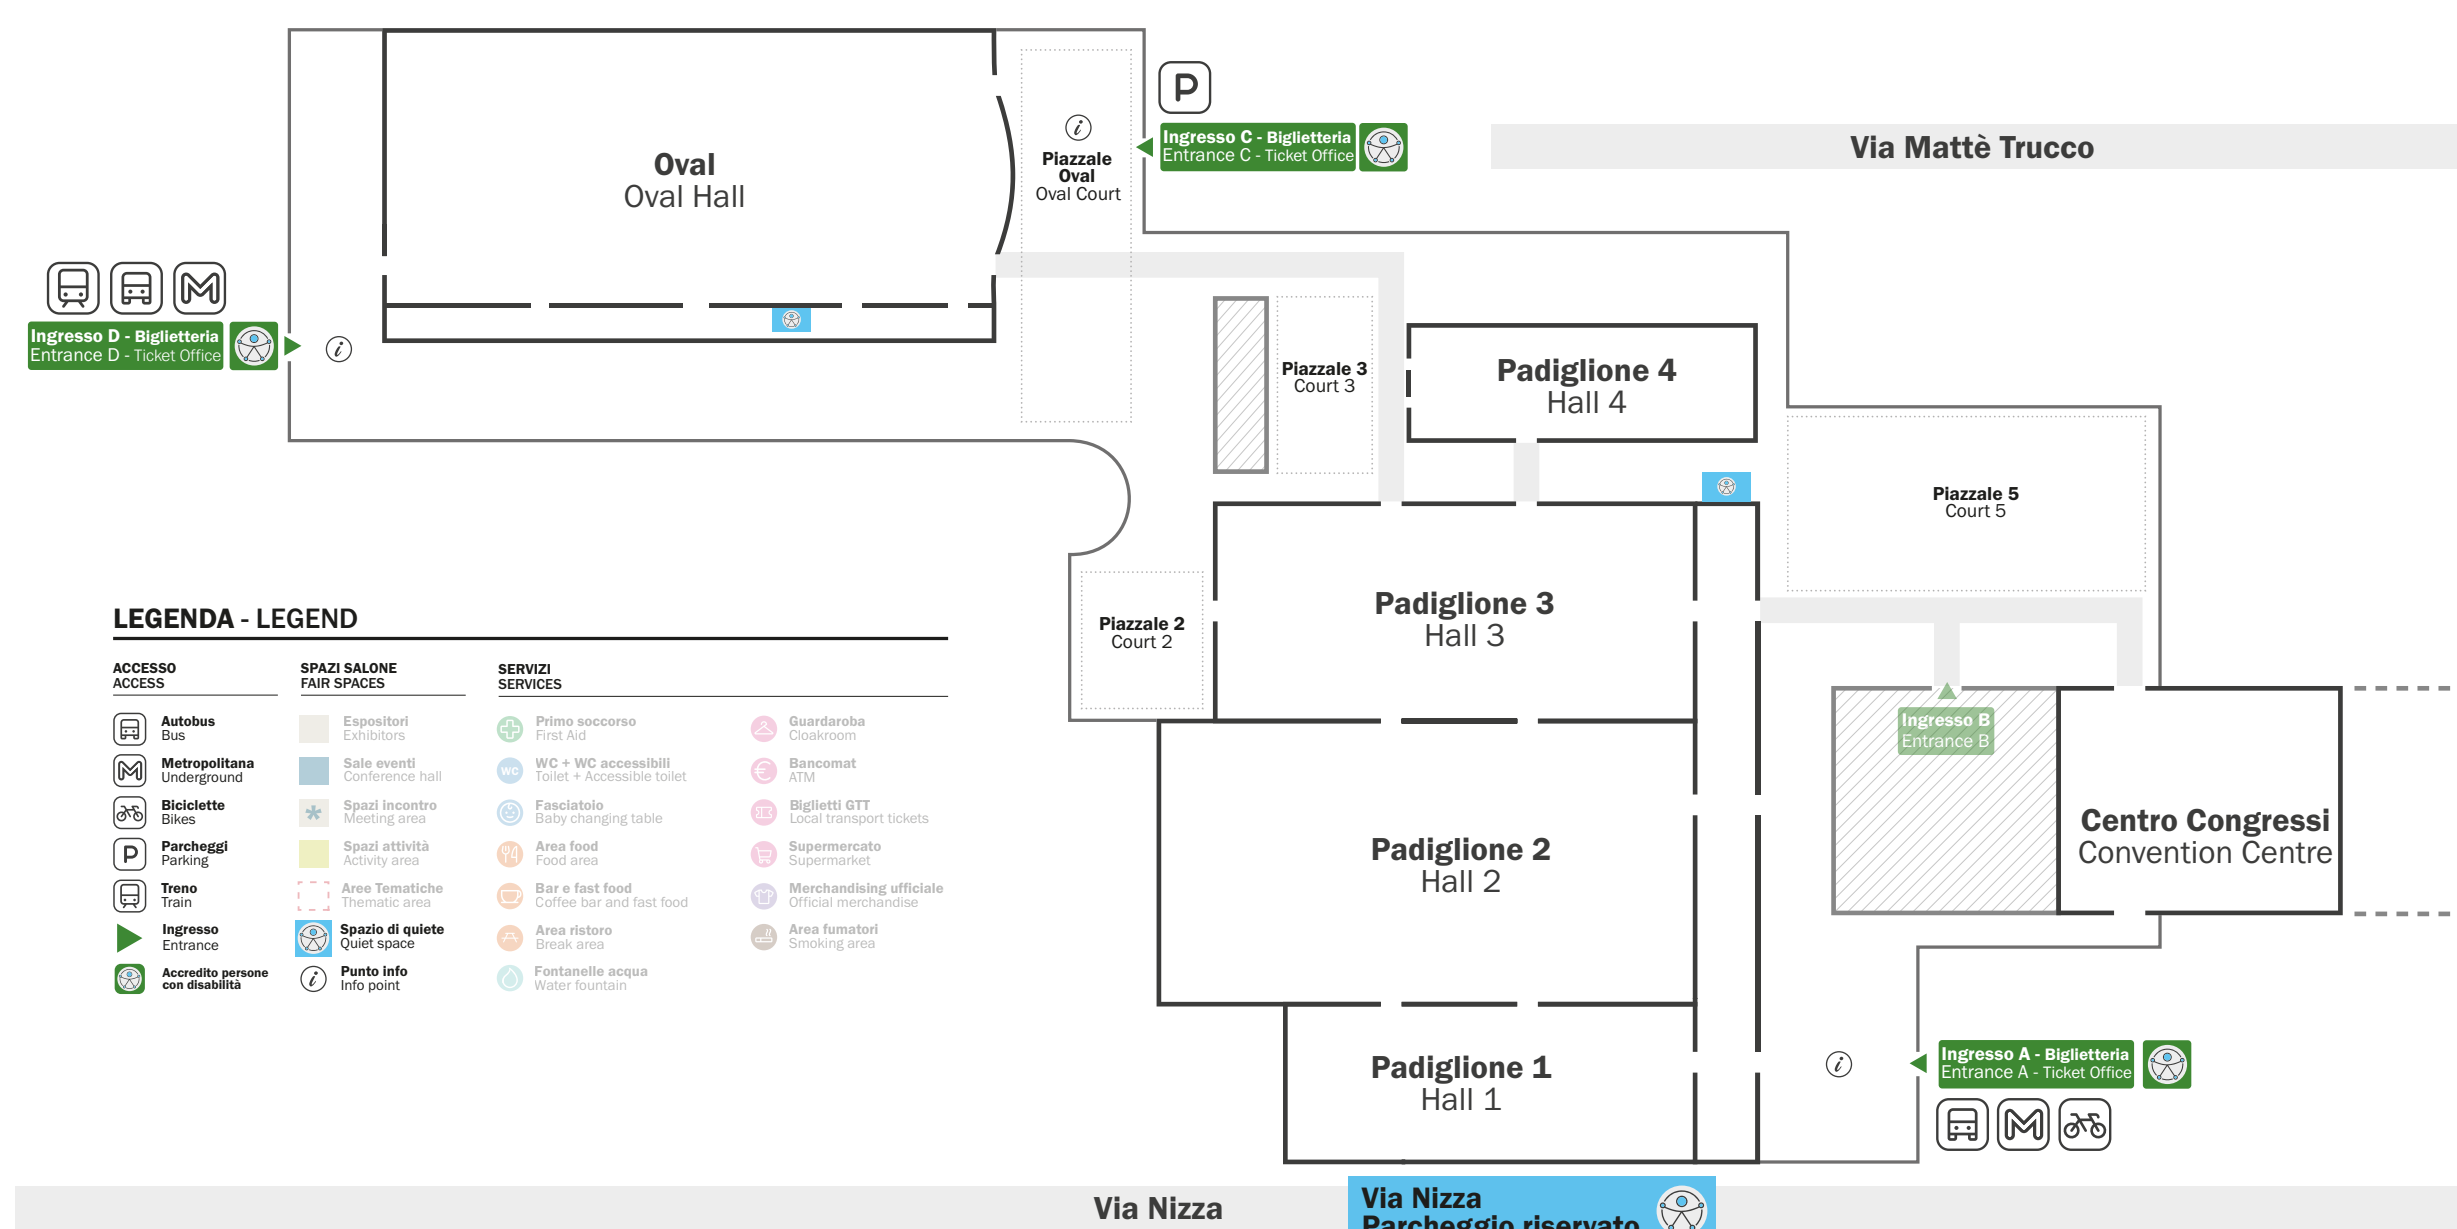 P
Ingresso C - Biglietteria
Entrance C - Ticket Office
Via Mattè Trucco
Oval
Oval Hall
i
Piazzale
Oval
Oval Court
M
Ingresso D - Biglietteria
Entrance D - Ticket Office
i
Piazzale 3
Court 3
Padiglione 4
Hall 4
Piazzale 5
Court 5
Piazzale 2
Court 2
Padiglione 3
Hall 3
Ingresso B
Entrance B
Centro Congressi
Convention Centre
Padiglione 2
Hall 2
Padiglione 1
Hall 1
i
Ingresso A - Biglietteria
Entrance A - Ticket Office
M
LEGENDA - LEGEND
ACCESSO
ACCESS
Autobus
Bus
M
Metropolitana
Underground
Biciclette
Bikes
P
Parcheggi
Parking
Treno
Train
Ingresso
Entrance
Accredito persone
con disabilità
SPAZI SALONE
FAIR SPACES
Espositori
Exhibitors
Sale eventi
Conference hall
*
Spazi incontro
Meeting area
Spazi attività
Activity area
Aree Tematiche
Thematic area
Spazio di quiete
Quiet space
i
Punto info
Info point
SERVIZI
SERVICES
Primo soccorso
First Aid
WC
WC + WC accessibili
Toilet + Accessible toilet
Fasciatoio
Baby changing table
Area food
Food area
Bar e fast food
Coffee bar and fast food
Area ristoro
Break area
Fontanelle acqua
Water fountain
Guardaroba
Cloakroom
€
Bancomat
ATM
Biglietti GTT
Local transport tickets
Supermercato
Supermarket
Merchandising ufficiale
Official merchandise
Area fumatori
Smoking area
Via Nizza
Via Nizza
Parcheggio riservato